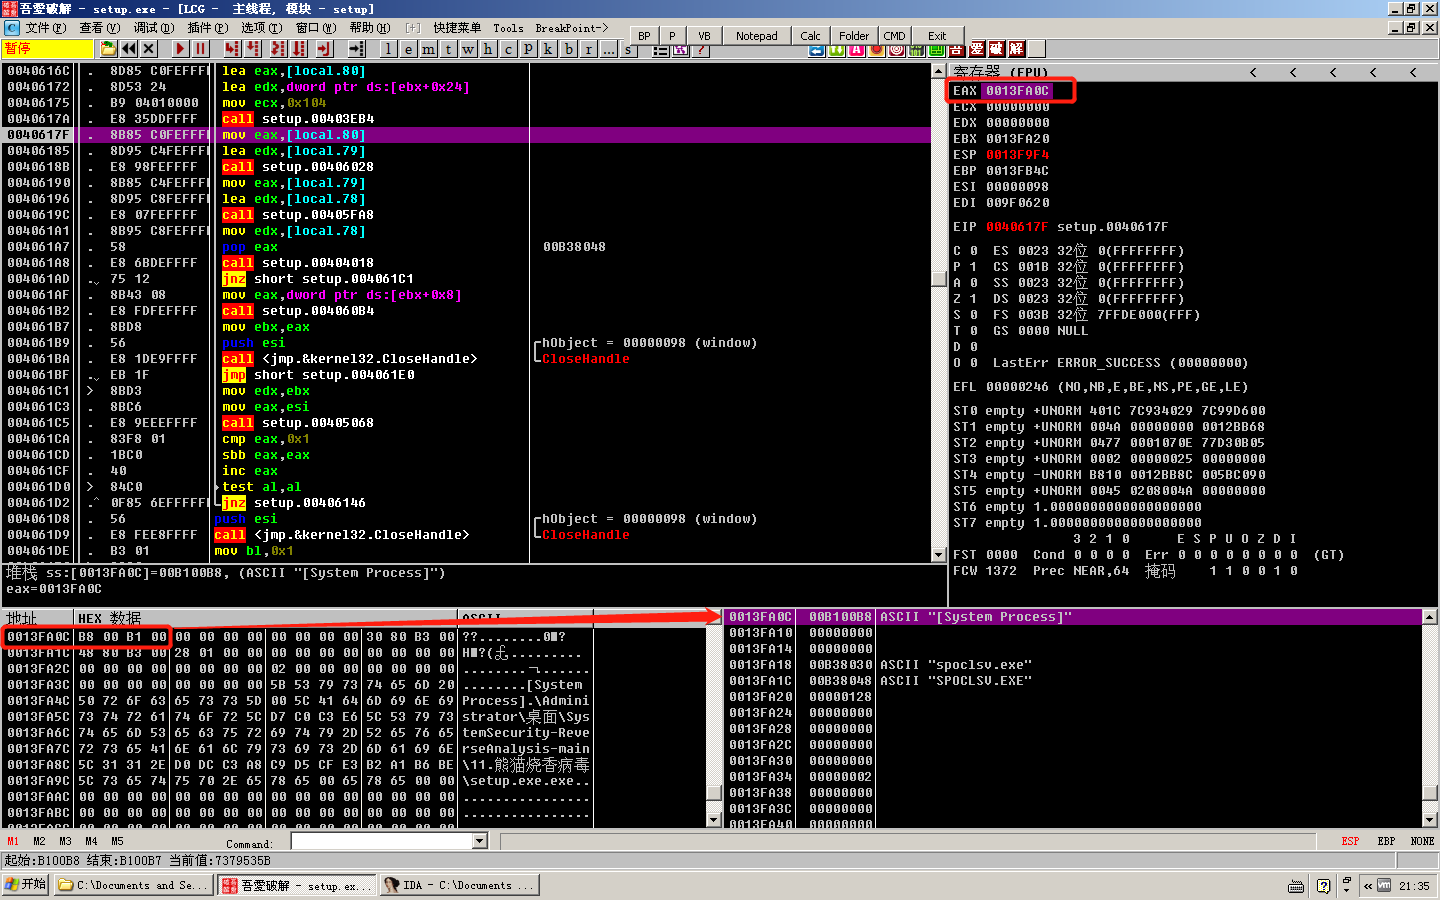 吾爱破解 - setup.exe - [LCG - 主线程, 模块 - setup]
文件(F) 查看(V) 调试(D) 插件(P) 选项(T) 窗口(W) 帮助(H) [+] 快捷菜单 Tools BreakPoint->
BP P VB Notepad Calc Folder CMD Exit
暂停
l e m t w h c p k b r ... s
0040616C . 8D85 C0FEFFFF lea eax,[local.80]
00406172 . 8D53 24 lea edx,dword ptr ds:[ebx+0x24]
00406175 . B9 04010000 mov ecx,0x104
0040617A . E8 35DDFFFF call setup.00403EB4
0040617F . 8B85 C0FEFFFF mov eax,[local.80]
00406185 . 8D95 C4FEFFFF lea edx,[local.79]
0040618B . E8 98FEFFFF call setup.00406028
00406190 . 8B85 C4FEFFFF mov eax,[local.79]
00406196 . 8D95 C8FEFFFF lea edx,[local.78]
0040619C . E8 07FEFFFF call setup.00405FA8
004061A1 . 8B95 C8FEFFFF mov edx,[local.78]
004061A7 . 58 pop eax 00B38048
004061A8 . E8 6BDEFFFF call setup.00404018
004061AD . 75 12 jnz short setup.004061C1
004061AF . 8B43 08 mov eax,dword ptr ds:[ebx+0x8]
004061B2 . E8 FDFEFFFF call setup.004060B4
004061B7 . 8BD8 mov ebx,eax
004061B9 . 56 push esi hObject = 00000098 (window)
004061BA . E8 1DE9FFFF call <jmp.&kernel32.CloseHandle> CloseHandle
004061BF . EB 1F jmp short setup.004061E0
004061C1 > 8BD3 mov edx,ebx
004061C3 . 8BC6 mov eax,esi
004061C5 . E8 9EEEFFFF call setup.00405068
004061CA . 83F8 01 cmp eax,0x1
004061CD . 1BC0 sbb eax,eax
004061CF . 40 inc eax
004061D0 > 84C0 test al,al
004061D2 .^ 0F85 6EFFFFFF jnz setup.00406146
004061D8 . 56 push esi hObject = 00000098 (window)
004061D9 . E8 FEE8FFFF call <jmp.&kernel32.CloseHandle> CloseHandle
004061DE . B3 01 mov bl,0x1
堆栈 ss:[0013FA0C]=00B100B8, (ASCII "[System Process]")
eax=0013FA0C
寄存器 (FPU) < < < < <
EAX 0013FA0C
ECX 00000000
EDX 00000000
EBX 0013FA20
ESP 0013F9F4
EBP 0013FB4C
ESI 00000098
EDI 009F0620
EIP 0040617F setup.0040617F
C 0 ES 0023 32位 0(FFFFFFFF)
P 1 CS 001B 32位 0(FFFFFFFF)
A 0 SS 0023 32位 0(FFFFFFFF)
Z 1 DS 0023 32位 0(FFFFFFFF)
S 0 FS 003B 32位 7FFDE000(FFF)
T 0 GS 0000 NULL
D 0
O 0 LastErr ERROR_SUCCESS (00000000)
EFL 00000246 (NO,NB,E,BE,NS,PE,GE,LE)
ST0 empty +UNORM 401C 7C934029 7C99D600
ST1 empty +UNORM 004A 00000000 0012BB68
ST2 empty +UNORM 0477 0001070E 77D30B05
ST3 empty +UNORM 0002 00000025 00000000
ST4 empty -UNORM B810 0012BB8C 005BC090
ST5 empty +UNORM 0045 0208004A 00000000
ST6 empty 1.0000000000000000000
ST7 empty 1.0000000000000000000
3 2 1 0 E S P U O Z D I
FST 0000 Cond 0 0 0 0 Err 0 0 0 0 0 0 0 0 (GT)
FCW 1372 Prec NEAR,64 掩码 1 1 0 0 1 0
地址 HEX 数据 ASCII
0013FA0C B8 00 B1 00 00 00 00 00 00 00 00 00 30 80 B3 00 ??........0■?
0013FA1C 48 80 B3 00 28 01 00 00 00 00 00 00 00 00 00 00
0013FA2C 00 00 00 00 00 00 00 00 02 00 00 00 00 00 00 00
0013FA3C 00 00 00 00 00 00 00 00 5B 53 79 73 74 65 6D 20 ........[System
0013FA4C 50 72 6F 63 65 73 73 5D 00 5C 41 64 6D 69 6E 69 Process].\Admini
0013FA5C 73 74 72 61 74 6F 72 5C D7 C0 C3 E6 5C 53 79 73 strator\桌面\Sys
0013FA6C 74 65 6D 53 65 63 75 72 69 74 79 2D 52 65 76 65 temSecurity-Reve
0013FA7C 72 73 65 41 6E 61 6C 79 73 69 73 2D 6D 61 69 6E rseAnalysis-main
0013FA8C 5C 31 31 2E D0 DC C3 A8 C9 D5 CF E3 B2 A1 B6 BE \11.熊猫烧香病毒
0013FA9C 5C 73 65 74 75 70 2E 65 78 65 00 65 78 65 00 00 \setup.exe.exe..
0013FAAC 00 00 00 00 00 00 00 00 00 00 00 00 00 00 00 00 ................
0013FABC 00 00 00 00 00 00 00 00 00 00 00 00 00 00 00 00 ................
0013FA0C 00B100B8 ASCII "[System Process]"
0013FA10 00000000
0013FA14 00000000
0013FA18 00B38030 ASCII "spoclsv.exe"
0013FA1C 00B38048 ASCII "SPOCLSV.EXE"
0013FA20 00000128
0013FA24 00000000
0013FA28 00000000
0013FA2C 00000000
0013FA30 00000000
0013FA34 00000002
0013FA38 00000000
0013FA3C 00000000
0013FA40 00000000
M1 M2 M3 M4 M5 Command: ESP EBP NONE
起始:B100B8 结束:B100B7 当前值:7379535B
开始 C:\Documents and Se... 吾爱破解 - setup.ex... IDA - C:\Documents ... 21:35